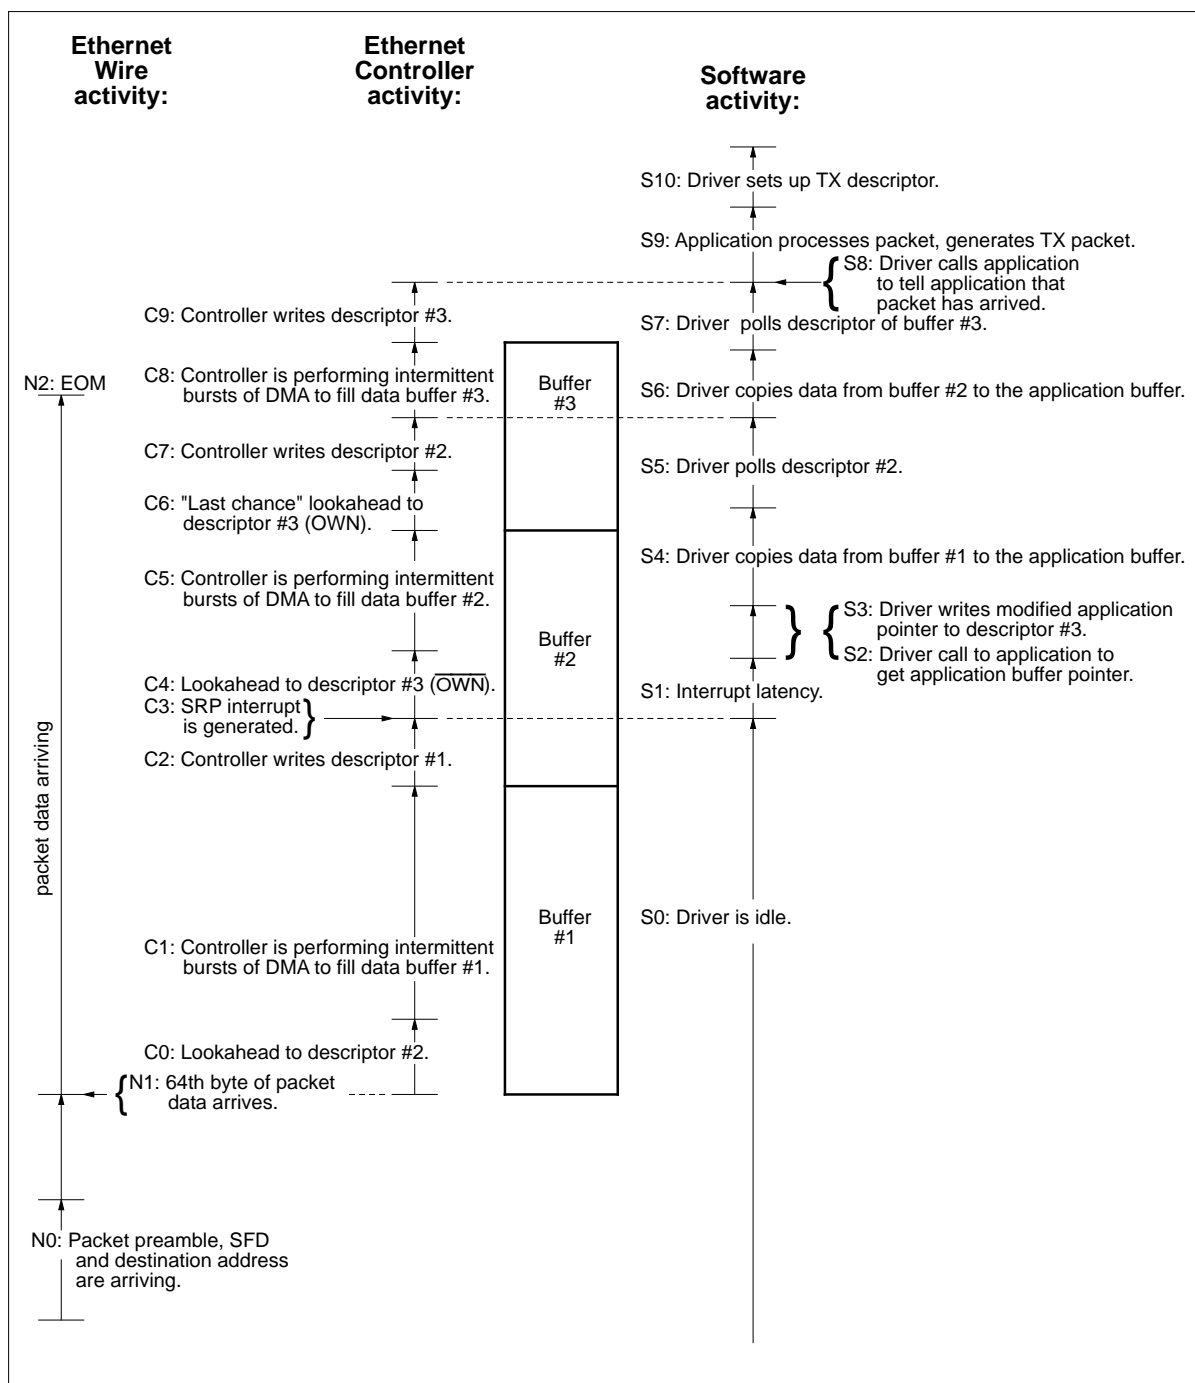 Ethernet
Wire
activity:
Ethernet
Controller
activity:
Software
activity:
S10: Driver sets up TX descriptor.
S9: Application processes packet, generates TX packet.
S8: Driver calls application
to tell application that
packet has arrived.
C9: Controller writes descriptor #3.
S7: Driver polls descriptor of buffer #3.
N2: EOM
C8: Controller is performing intermittent
bursts of DMA to fill data buffer #3.
Buffer
#3
S6: Driver copies data from buffer #2 to the application buffer.
C7: Controller writes descriptor #2.
S5: Driver polls descriptor #2.
C6: "Last chance" lookahead to
descriptor #3 (OWN).
S4: Driver copies data from buffer #1 to the application buffer.
C5: Controller is performing intermittent
bursts of DMA to fill data buffer #2.
S3: Driver writes modified application
pointer to descriptor #3.
Buffer
#2
S2: Driver call to application to
get application buffer pointer.
C4: Lookahead to descriptor #3 (O̅W̅N̅).
S1: Interrupt latency.
C3: SRP interrupt
is generated.
C2: Controller writes descriptor #1.
packet data arriving
Buffer
#1
S0: Driver is idle.
C1: Controller is performing intermittent
bursts of DMA to fill data buffer #1.
C0: Lookahead to descriptor #2.
N1: 64th byte of packet
data arrives.
N0: Packet preamble, SFD
and destination address
are arriving.